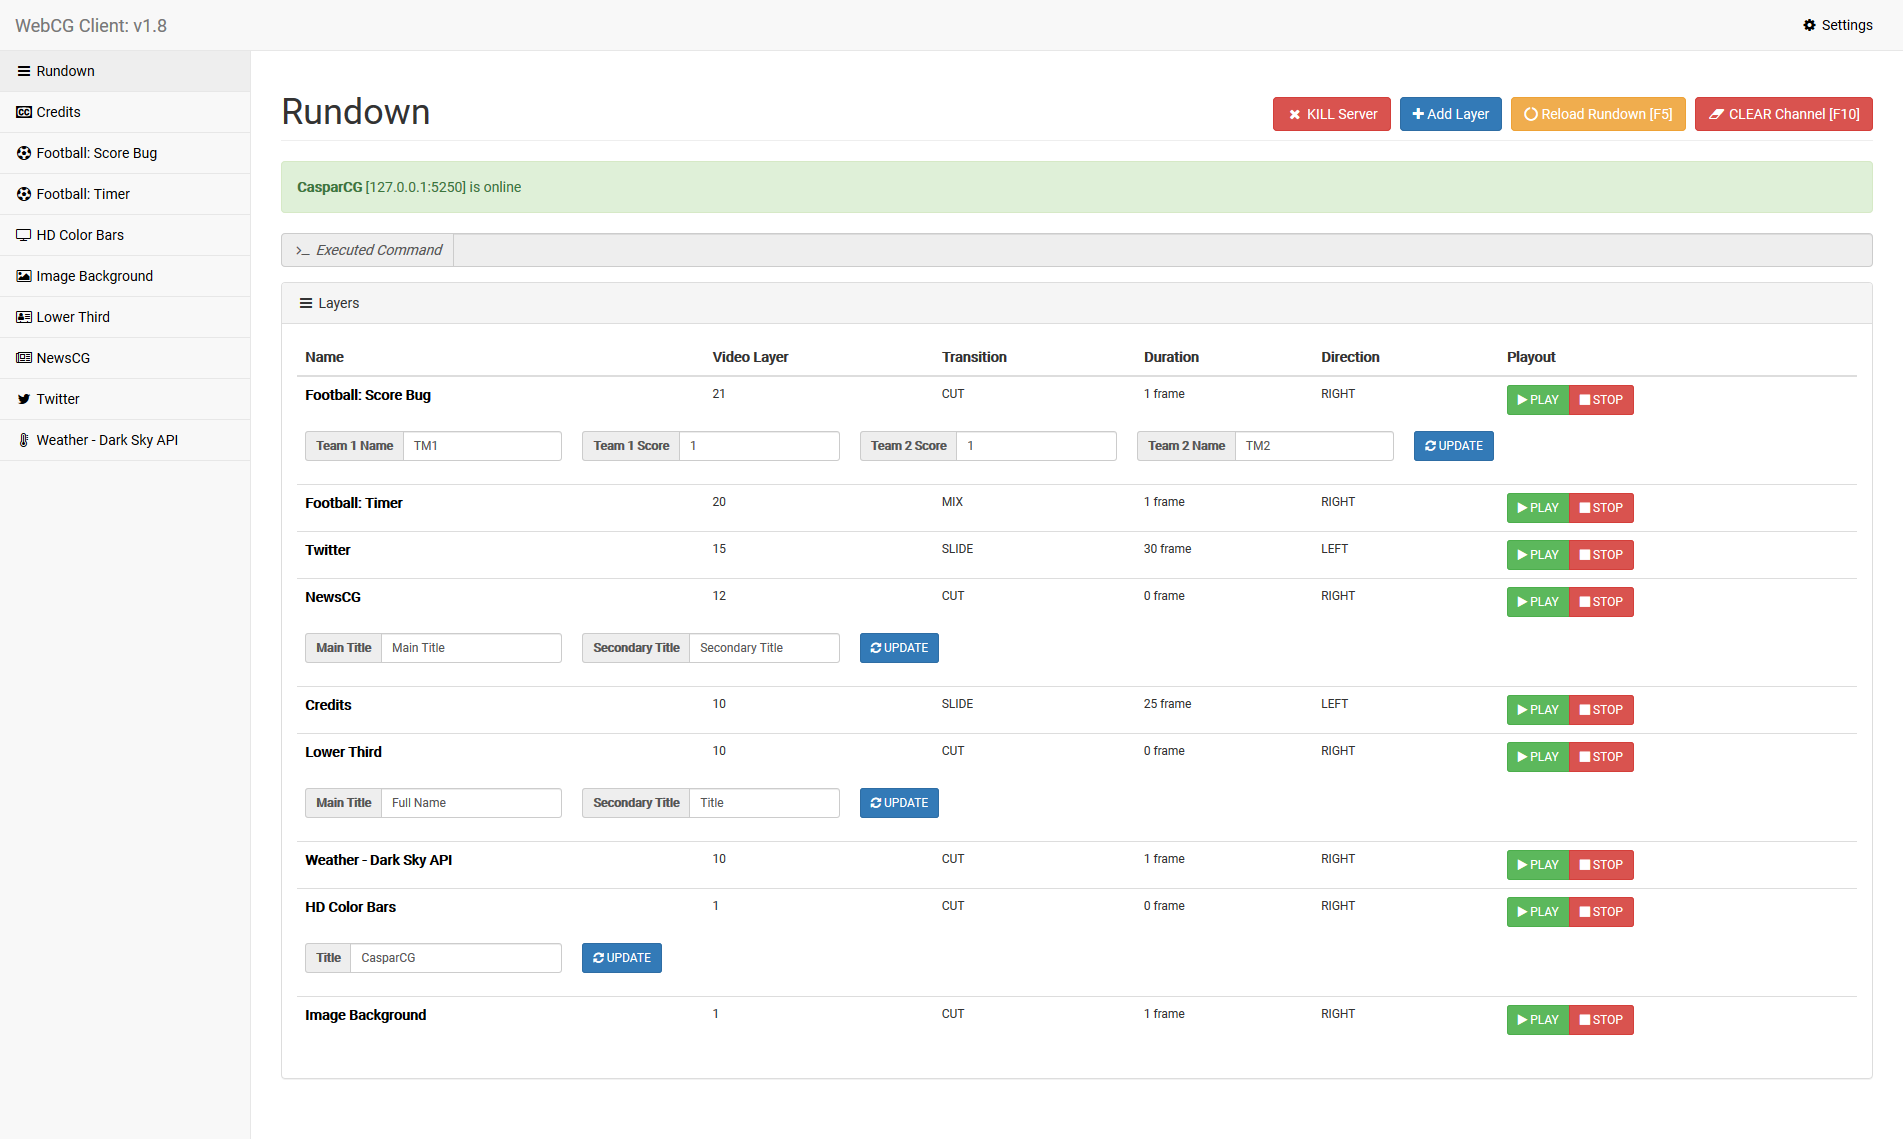 WebCG Client: v1.8
Settings
Rundown
Credits
Football: Score Bug
Football: Timer
HD Color Bars
Image Background
Lower Third
NewsCG
Twitter
Weather - Dark Sky API
Rundown
KILL Server
Add Layer
Reload Rundown [F5]
CLEAR Channel [F10]
CasparCG [127.0.0.1:5250] is online
>_ Executed Command
Layers
Name Video Layer Transition Duration Direction Playout
Football: Score Bug 21 CUT 1 frame RIGHT PLAY STOP
Team 1 Name TM1 Team 1 Score 1 Team 2 Score 1 Team 2 Name TM2 UPDATE
Football: Timer 20 MIX 1 frame RIGHT PLAY STOP
Twitter 15 SLIDE 30 frame LEFT PLAY STOP
NewsCG 12 CUT 0 frame RIGHT PLAY STOP
Main Title Main Title Secondary Title Secondary Title UPDATE
Credits 10 SLIDE 25 frame LEFT PLAY STOP
Lower Third 10 CUT 0 frame RIGHT PLAY STOP
Main Title Full Name Secondary Title Title UPDATE
Weather - Dark Sky API 10 CUT 1 frame RIGHT PLAY STOP
HD Color Bars 1 CUT 0 frame RIGHT PLAY STOP
Title CasparCG UPDATE
Image Background 1 CUT 1 frame RIGHT PLAY STOP